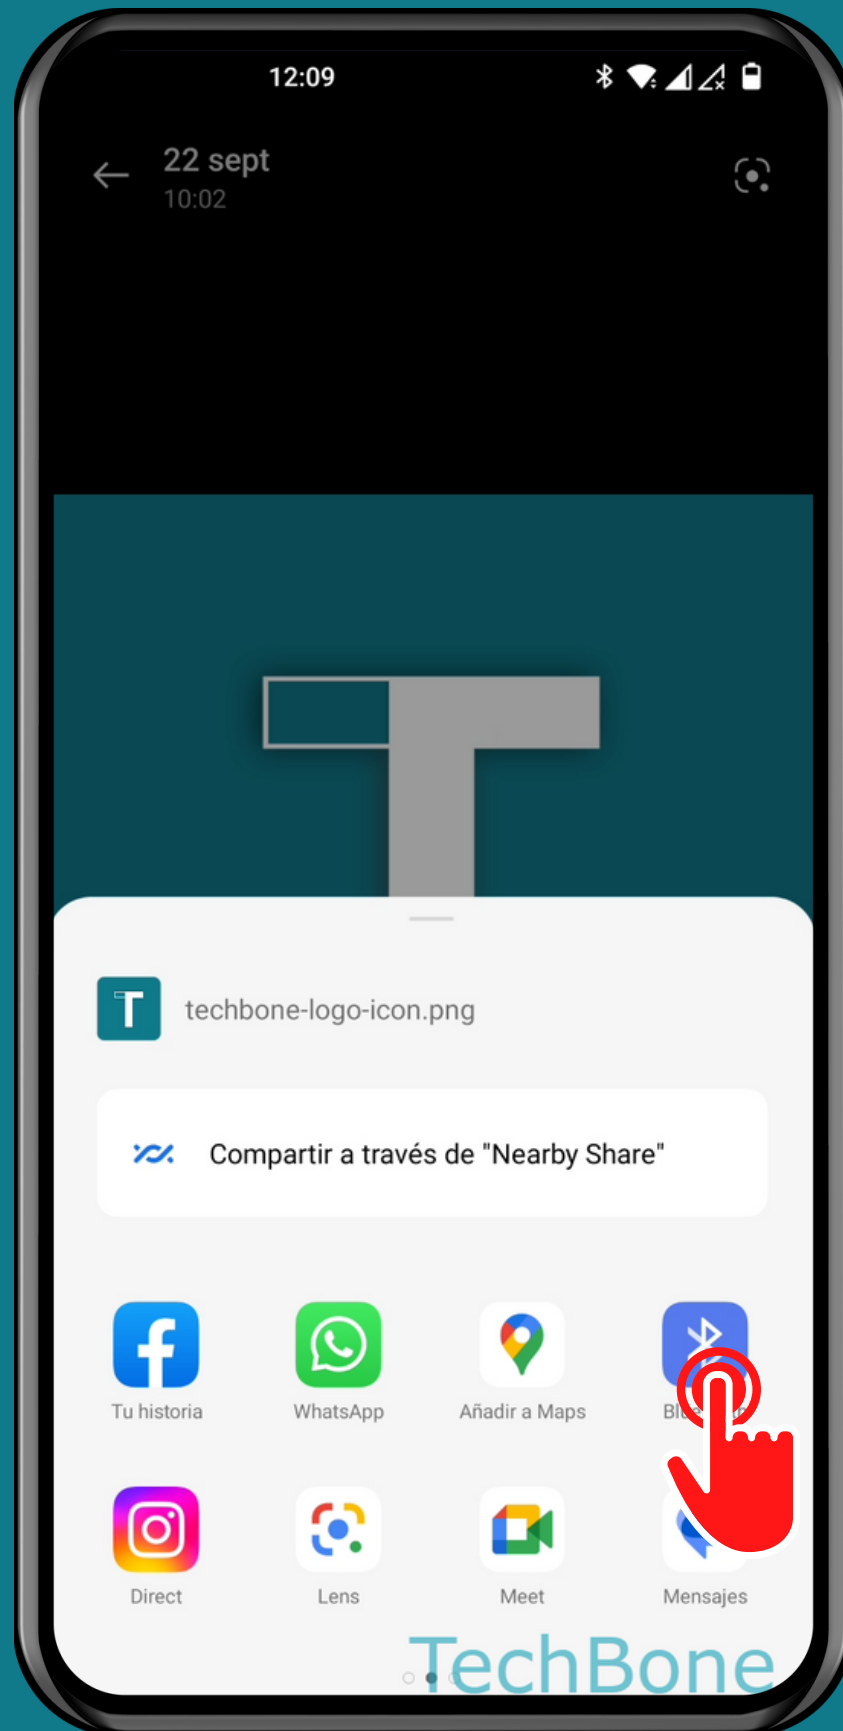 12:09
22 sept
10:02
T
T
techbone-logo-icon.png
Compartir a través de "Nearby Share"
Tu historia
WhatsApp
Añadir a Maps
Direct
Lens
Meet
Mensajes
TechBone